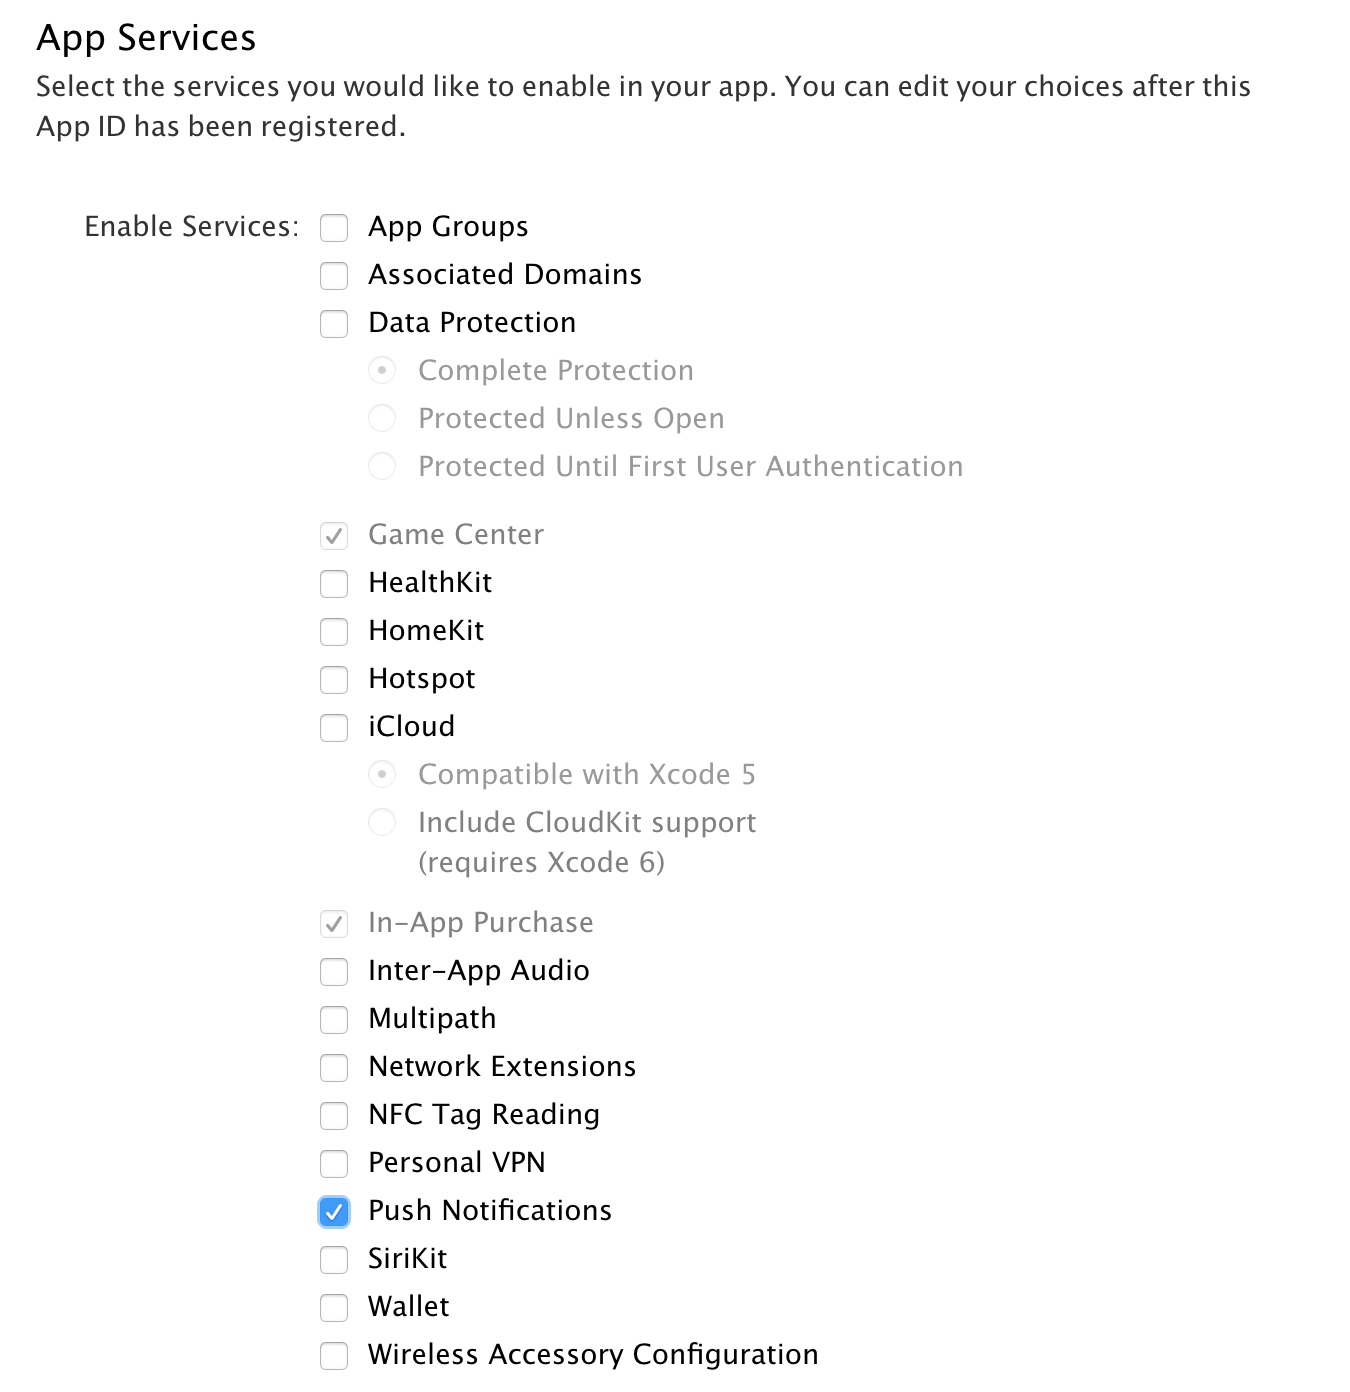 App Services
Select the services you would like to enable in your app. You can edit your choices after this
App ID has been registered.
Enable Services:
App Groups
Associated Domains
Data Protection
Complete Protection
Protected Unless Open
Protected Until First User Authentication
Game Center
HealthKit
HomeKit
Hotspot
iCloud
Compatible with Xcode 5
Include CloudKit support
(requires Xcode 6)
In-App Purchase
Inter-App Audio
Multipath
Network Extensions
NFC Tag Reading
Personal VPN
Push Notifications
SiriKit
Wallet
Wireless Accessory Configuration